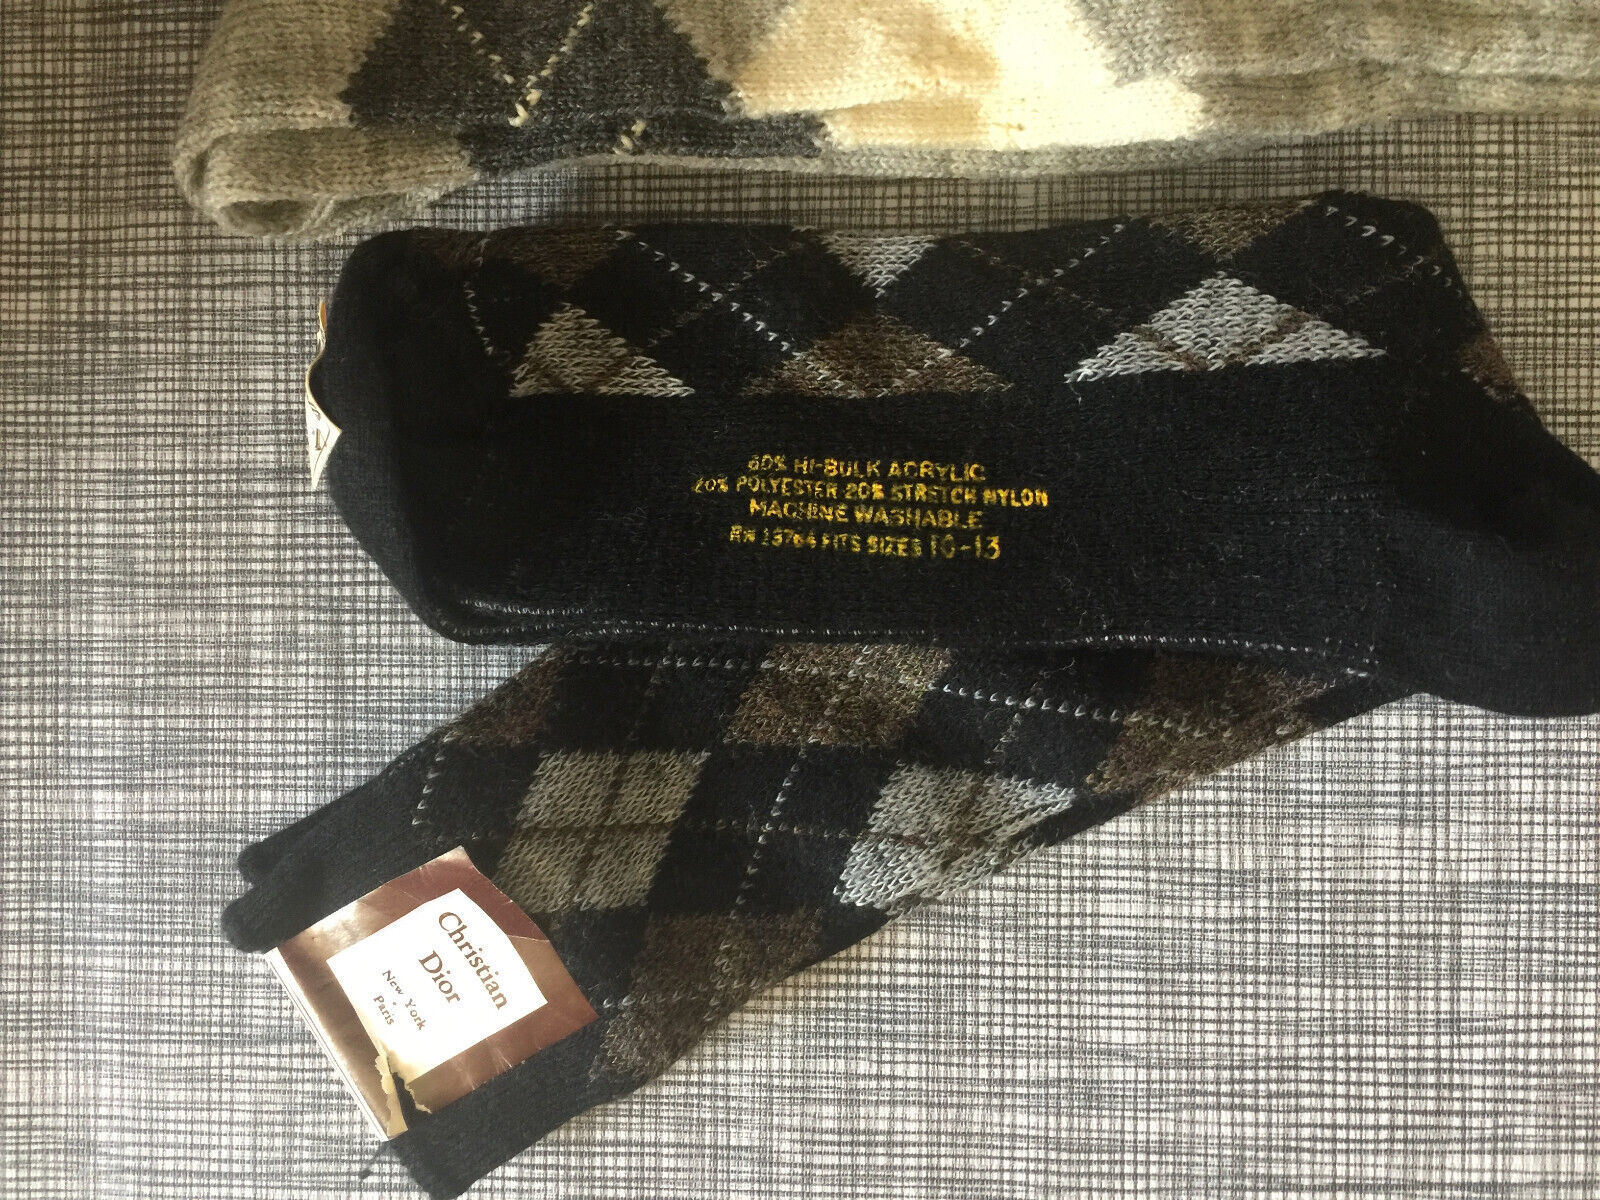 60% HI-BULK ACRYLIC
20% POLYESTER 20% STRETCH NYLON
MACHINE WASHABLE
RN 13764 FITS SIZES 10-13
Christian
Dior
New York
• Paris